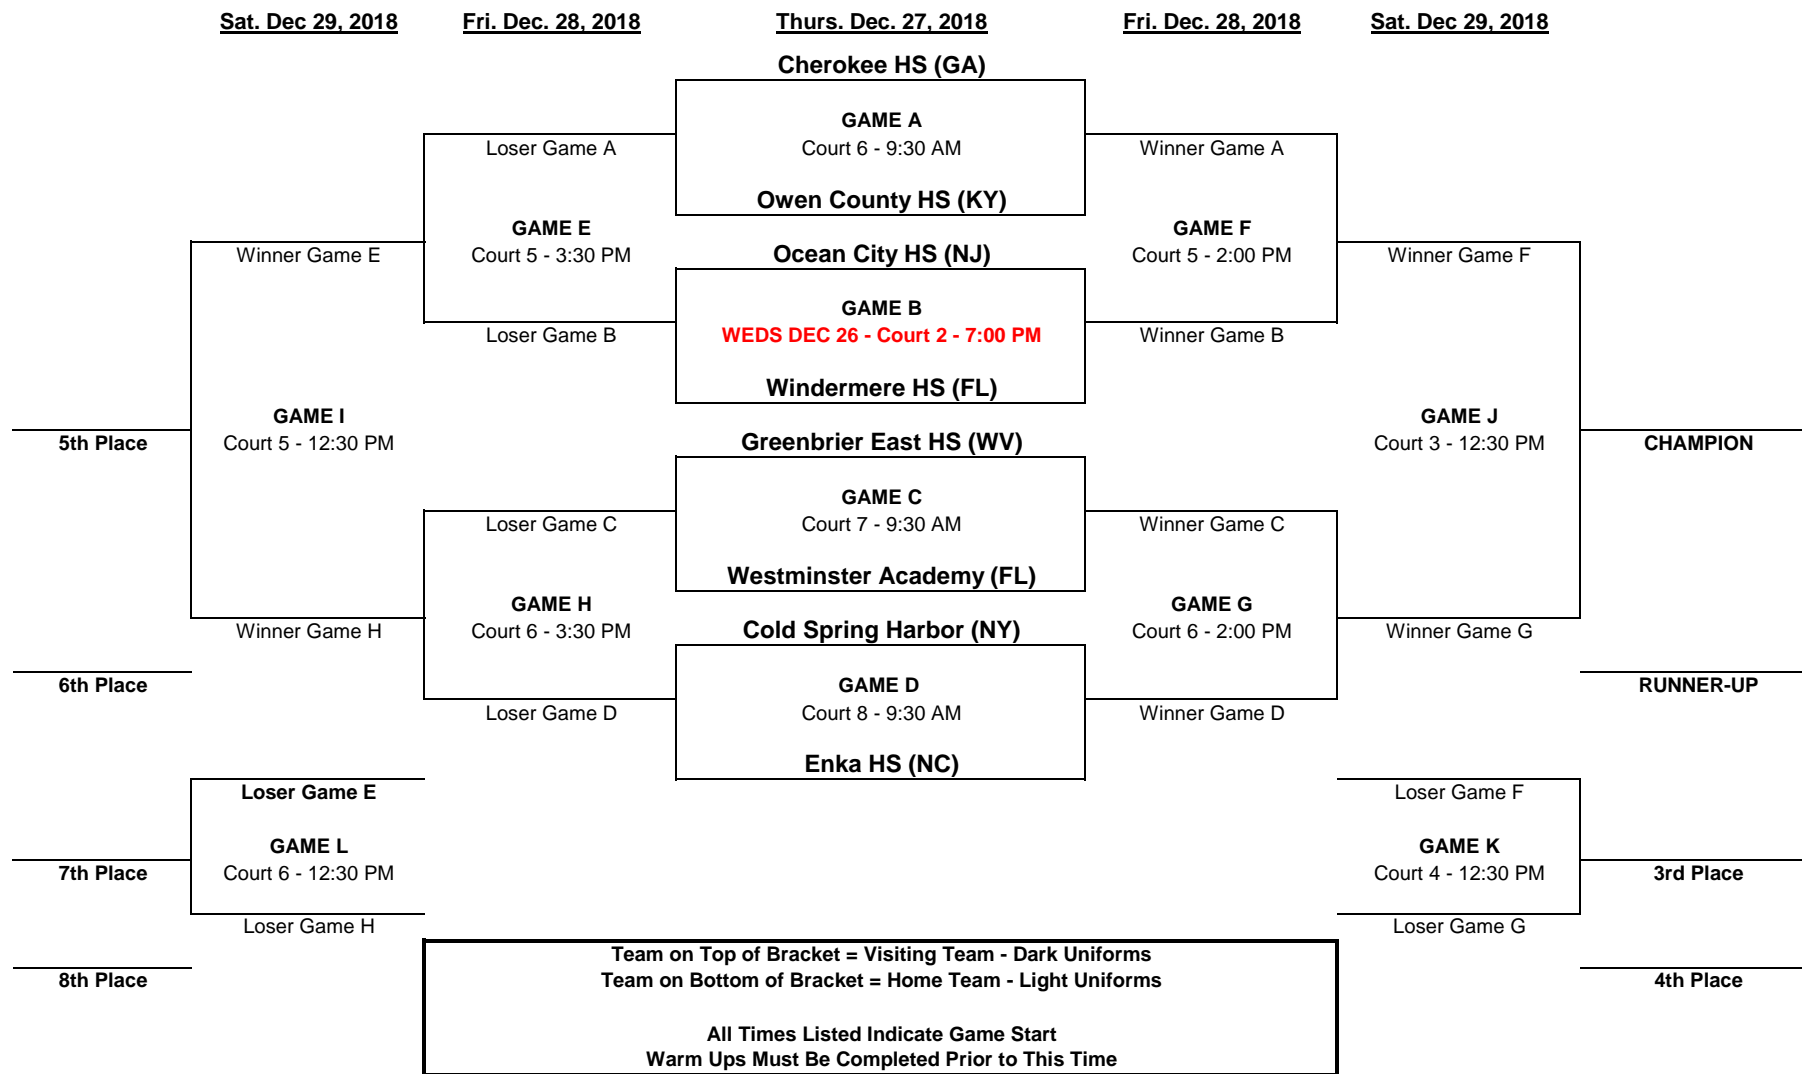 Sat. Dec 29, 2018 Fri. Dec. 28, 2018 Thurs. Dec. 27, 2018 Fri. Dec. 28, 2018 Sat. Dec 29, 2018
Cherokee HS (GA)
GAME A
Loser Game A Court 6 - 9:30 AM Winner Game A
Owen County HS (KY)
GAME E GAME F
Winner Game E Court 5 - 3:30 PM Ocean City HS (NJ) Court 5 - 2:00 PM Winner Game F
GAME B
Loser Game B WEDS DEC 26 - Court 2 - 7:00 PM Winner Game B
Windermere HS (FL)
GAME I GAME J
5th Place Court 5 - 12:30 PM Greenbrier East HS (WV) Court 3 - 12:30 PM CHAMPION
GAME C
Loser Game C Court 7 - 9:30 AM Winner Game C
Westminster Academy (FL)
GAME H GAME G
Winner Game H Court 6 - 3:30 PM Cold Spring Harbor (NY) Court 6 - 2:00 PM Winner Game G
6th Place GAME D RUNNER-UP
Loser Game D Court 8 - 9:30 AM Winner Game D
Enka HS (NC)
Loser Game E Loser Game F
GAME L GAME K
7th Place Court 6 - 12:30 PM Court 4 - 12:30 PM 3rd Place
Loser Game H Loser Game G
Team on Top of Bracket = Visiting Team - Dark Uniforms
8th Place Team on Bottom of Bracket = Home Team - Light Uniforms 4th Place
All Times Listed Indicate Game Start
Warm Ups Must Be Completed Prior to This Time